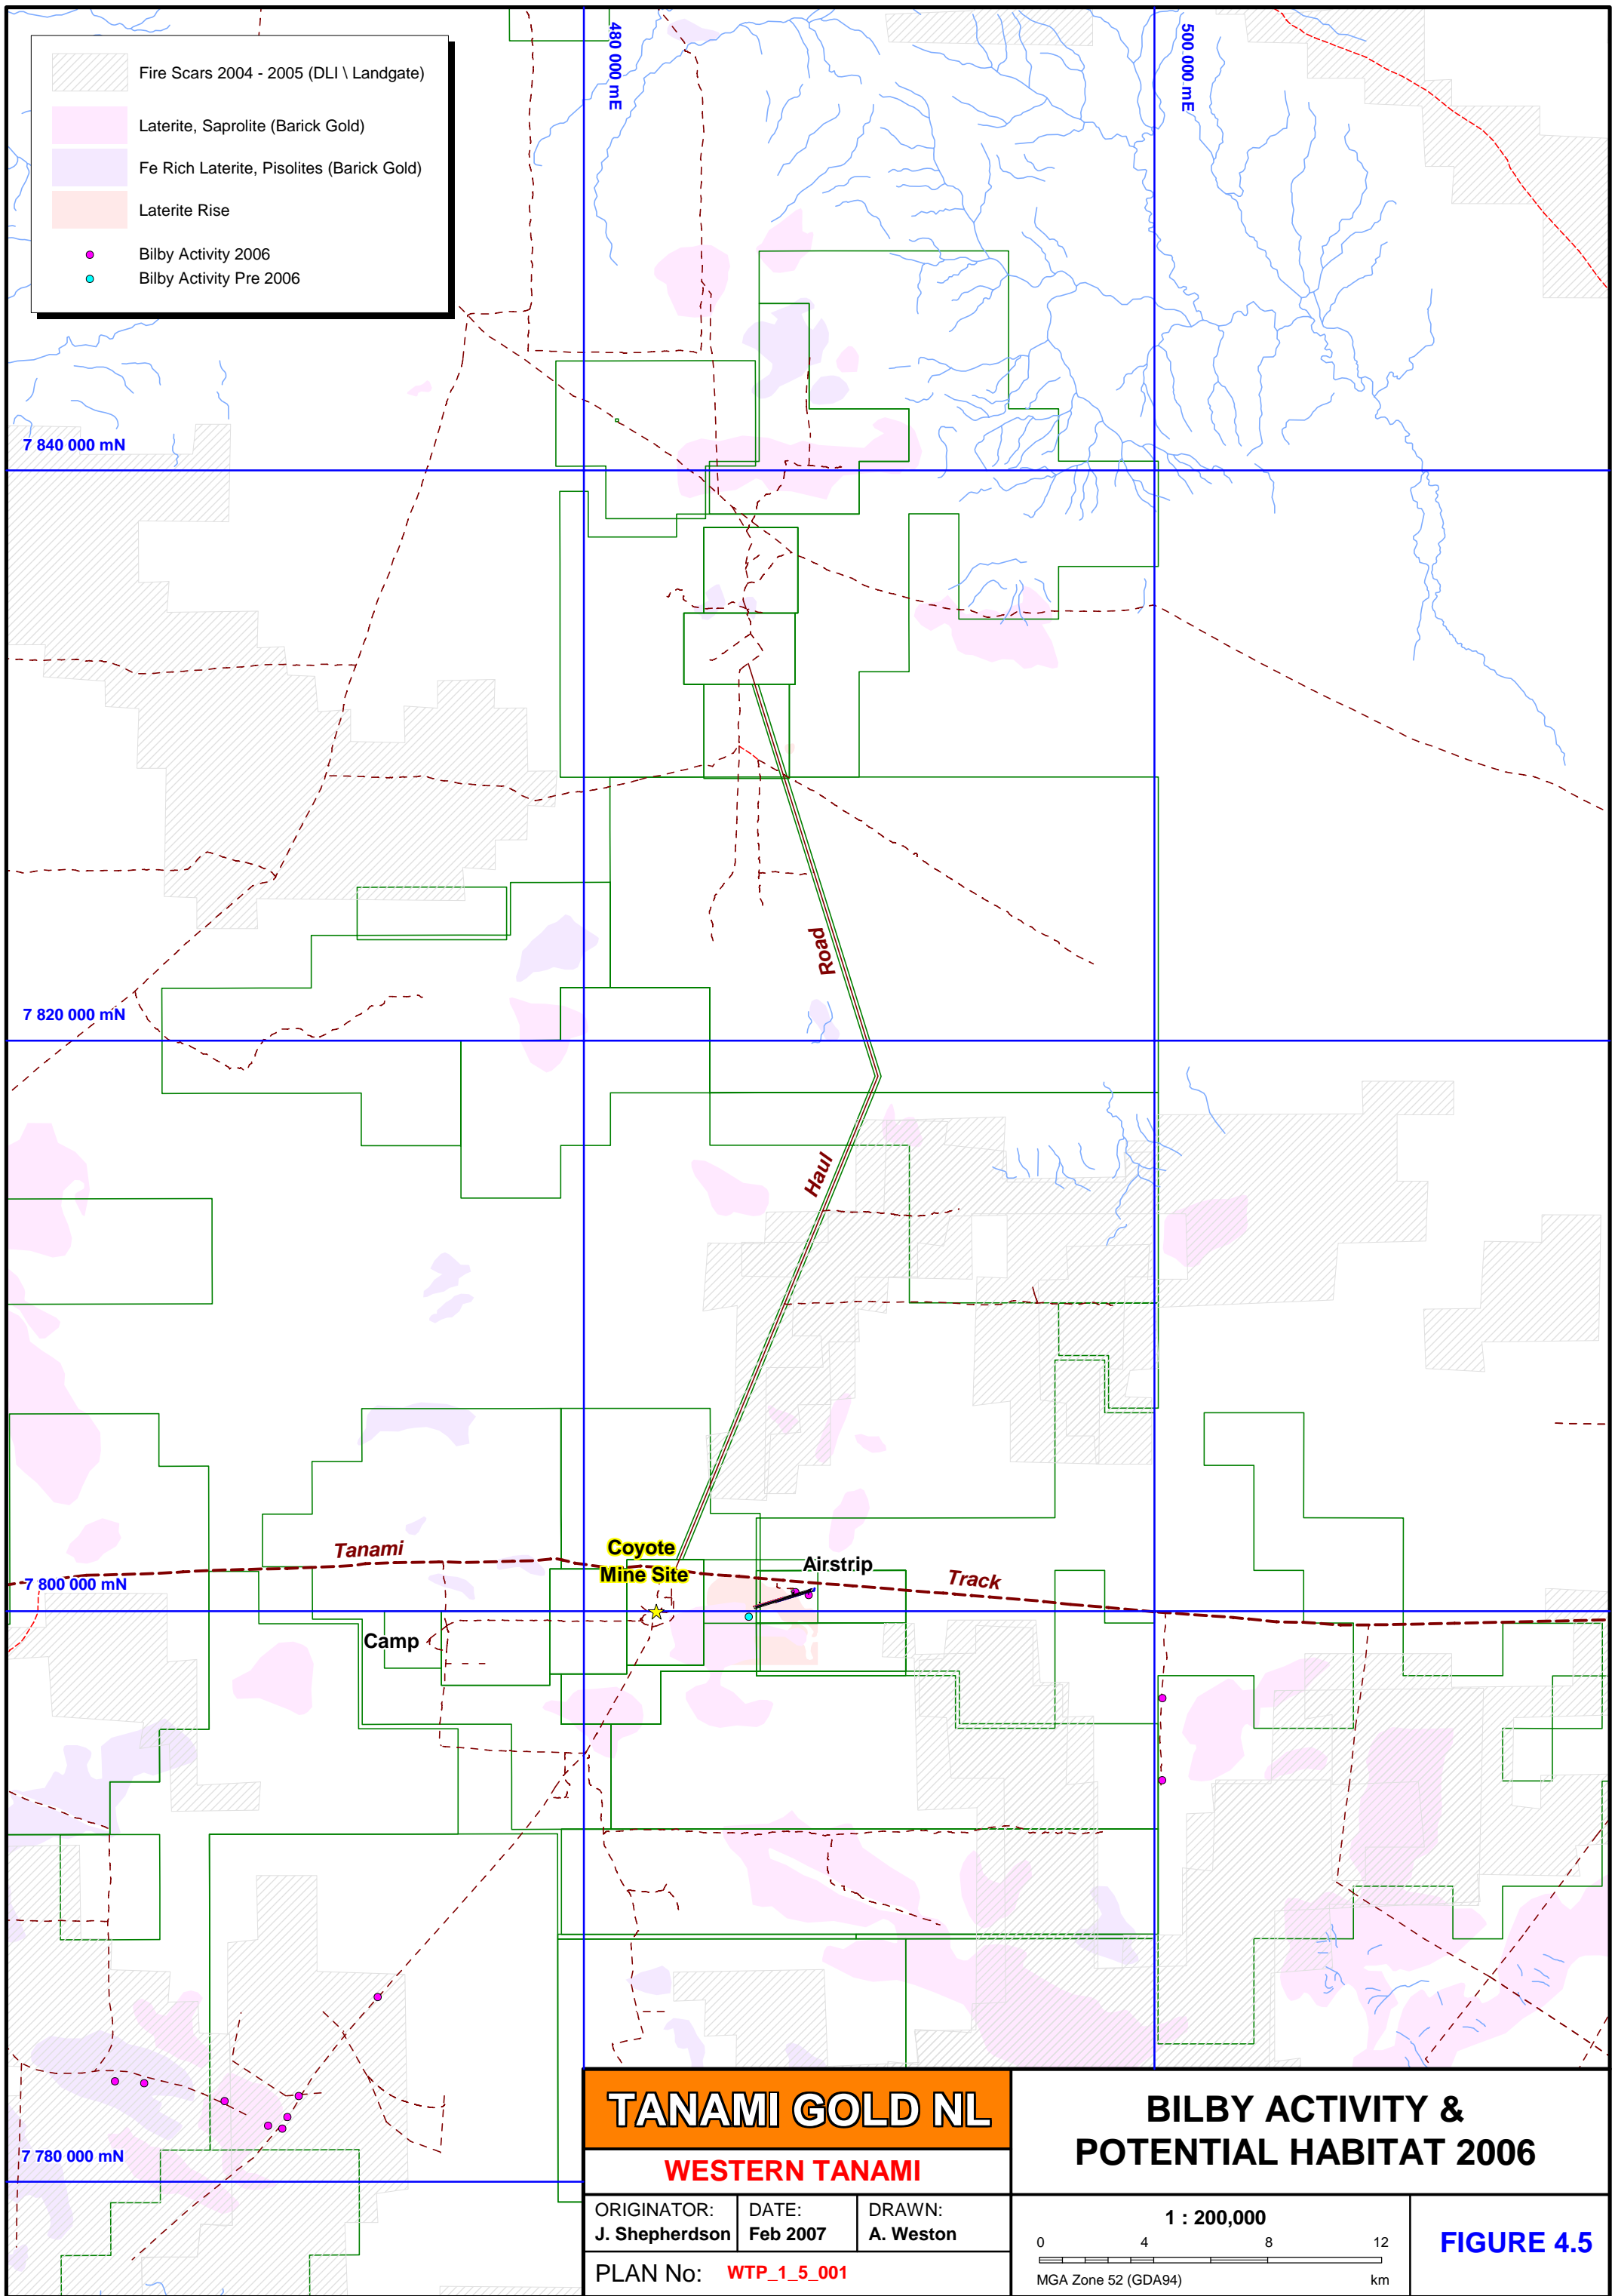 Fire Scars 2004 - 2005 (DLI \ Landgate)
Laterite, Saprolite (Barick Gold)
Fe Rich Laterite, Pisolites (Barick Gold)
Laterite Rise
Bilby Activity 2006
Bilby Activity Pre 2006
480 000 mE
500 000 mE
7 840 000 mN
Road
7 820 000 mN
Haul
Tanami
Coyote
Mine Site
Airstrip
Track
7 800 000 mN
Camp
7 780 000 mN
TANAMI GOLD NL
WESTERN TANAMI
ORIGINATOR:
J. Shepherdson
DATE:
Feb 2007
DRAWN:
A. Weston
PLAN No: WTP_1_5_001
BILBY ACTIVITY &
POTENTIAL HABITAT 2006
1 : 200,000
0 4 8 12
MGA Zone 52 (GDA94) km
FIGURE 4.5